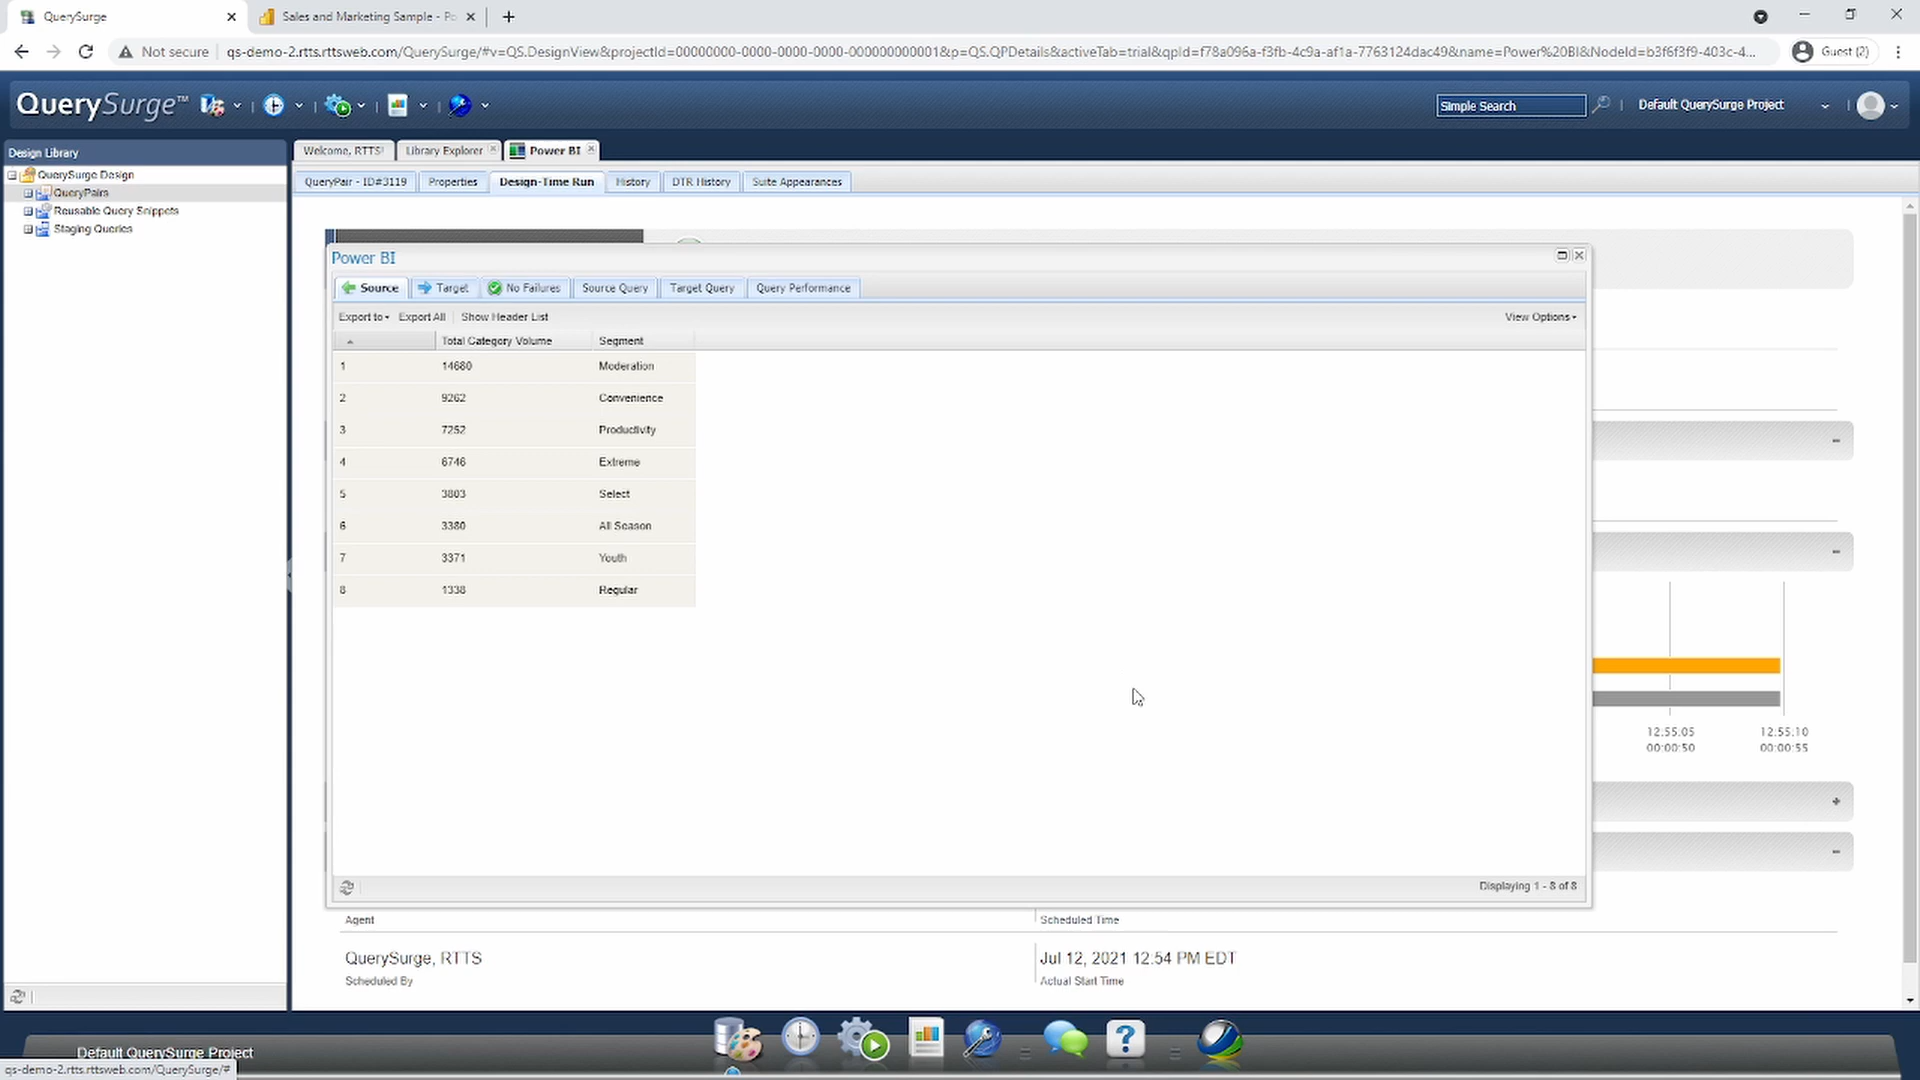 QuerySurge
Sales and Marketing Sample - Po
Not secure
qs-demo-2.rtts.rttsweb.com/QuerySurge/#v=QS.DesignView&projectId=00000000-0000-0000-0000-000000000001&p=QS.QPDetails&activeTab=trial&qpId=f78a096a-f3fb-4c9a-af1a-7763124dac49&name=Power%20BI&NodeId=b3f6f3f9-403c-4...
Guest (2)
QuerySurge™
Simple Search
Default QuerySurge Project
Design Library
QuerySurge Design
QueryPairs
Reusable Query Snippets
Staging Queries
Welcome, RTTS!
Library Explorer
Power BI
QueryPair - ID#3119
Properties
Design-Time Run
History
DTR History
Suite Appearances
Power BI
Source
Target
No Failures
Source Query
Target Query
Query Performance
Export to
Export All
Show Header List
View Options
Total Category Volume Segment
1 14680 Moderation
2 9262 Convenience
3 7252 Productivity
4 6746 Extreme
5 3803 Select
6 3380 All Season
7 3371 Youth
8 1338 Regular
12.55.05 12.55.10
00:00:50 00:00:55
Displaying 1 - 8 of 8
Agent
Scheduled Time
QuerySurge, RTTS
Jul 12, 2021 12:54 PM EDT
Scheduled By
Actual Start Time
Default QuerySurge Project
qs-demo-2.rtts.rttsweb.com/QuerySurge/#